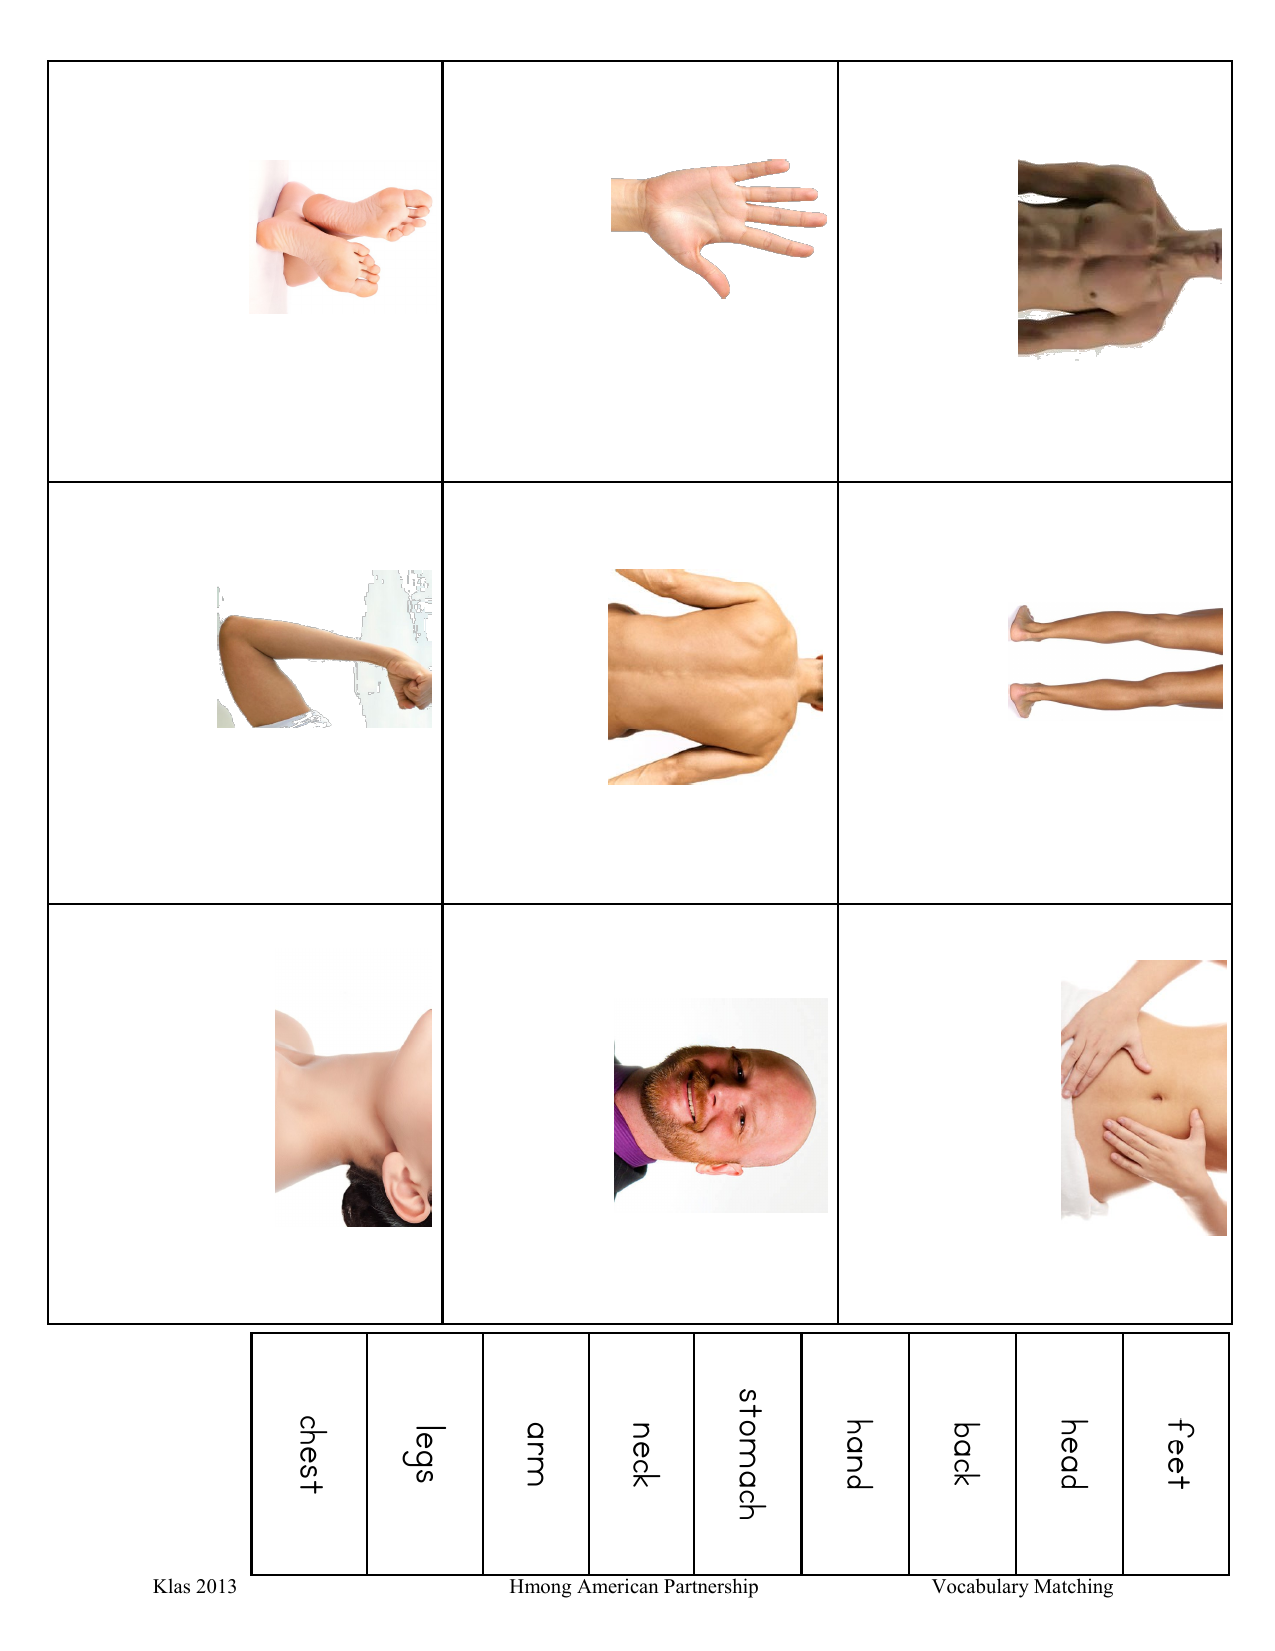 feet
head
back
hand
stomach
neck
arm
legs
chest
Klas 2013 Hmong American Partnership Vocabulary Matching